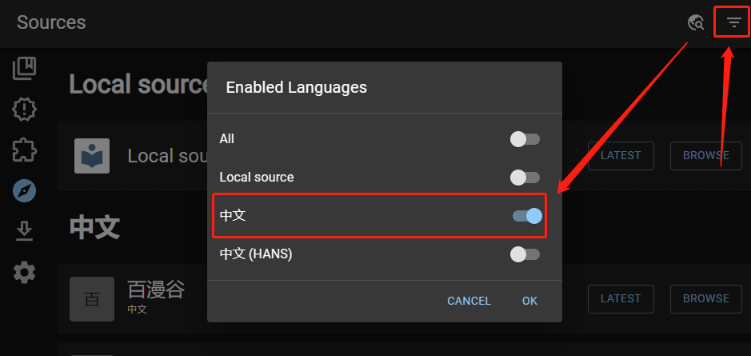 Sources
Local source
Local sou
LATEST
BROWSE
中文
百
百漫谷
中文
LATEST
BROWSE
Enabled Languages
All
Local source
中文
中文 (HANS)
CANCEL
OK